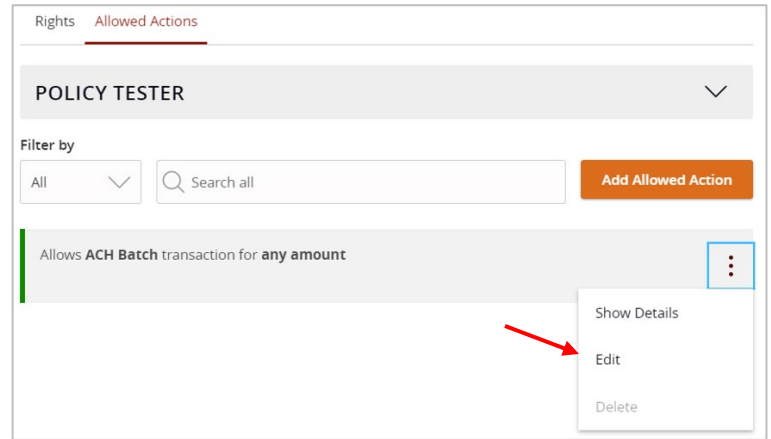 Rights Allowed Actions
POLICY TESTER
Filter by
All
Search all
Add Allowed Action
Allows ACH Batch transaction for any amount
Show Details
Edit
Delete